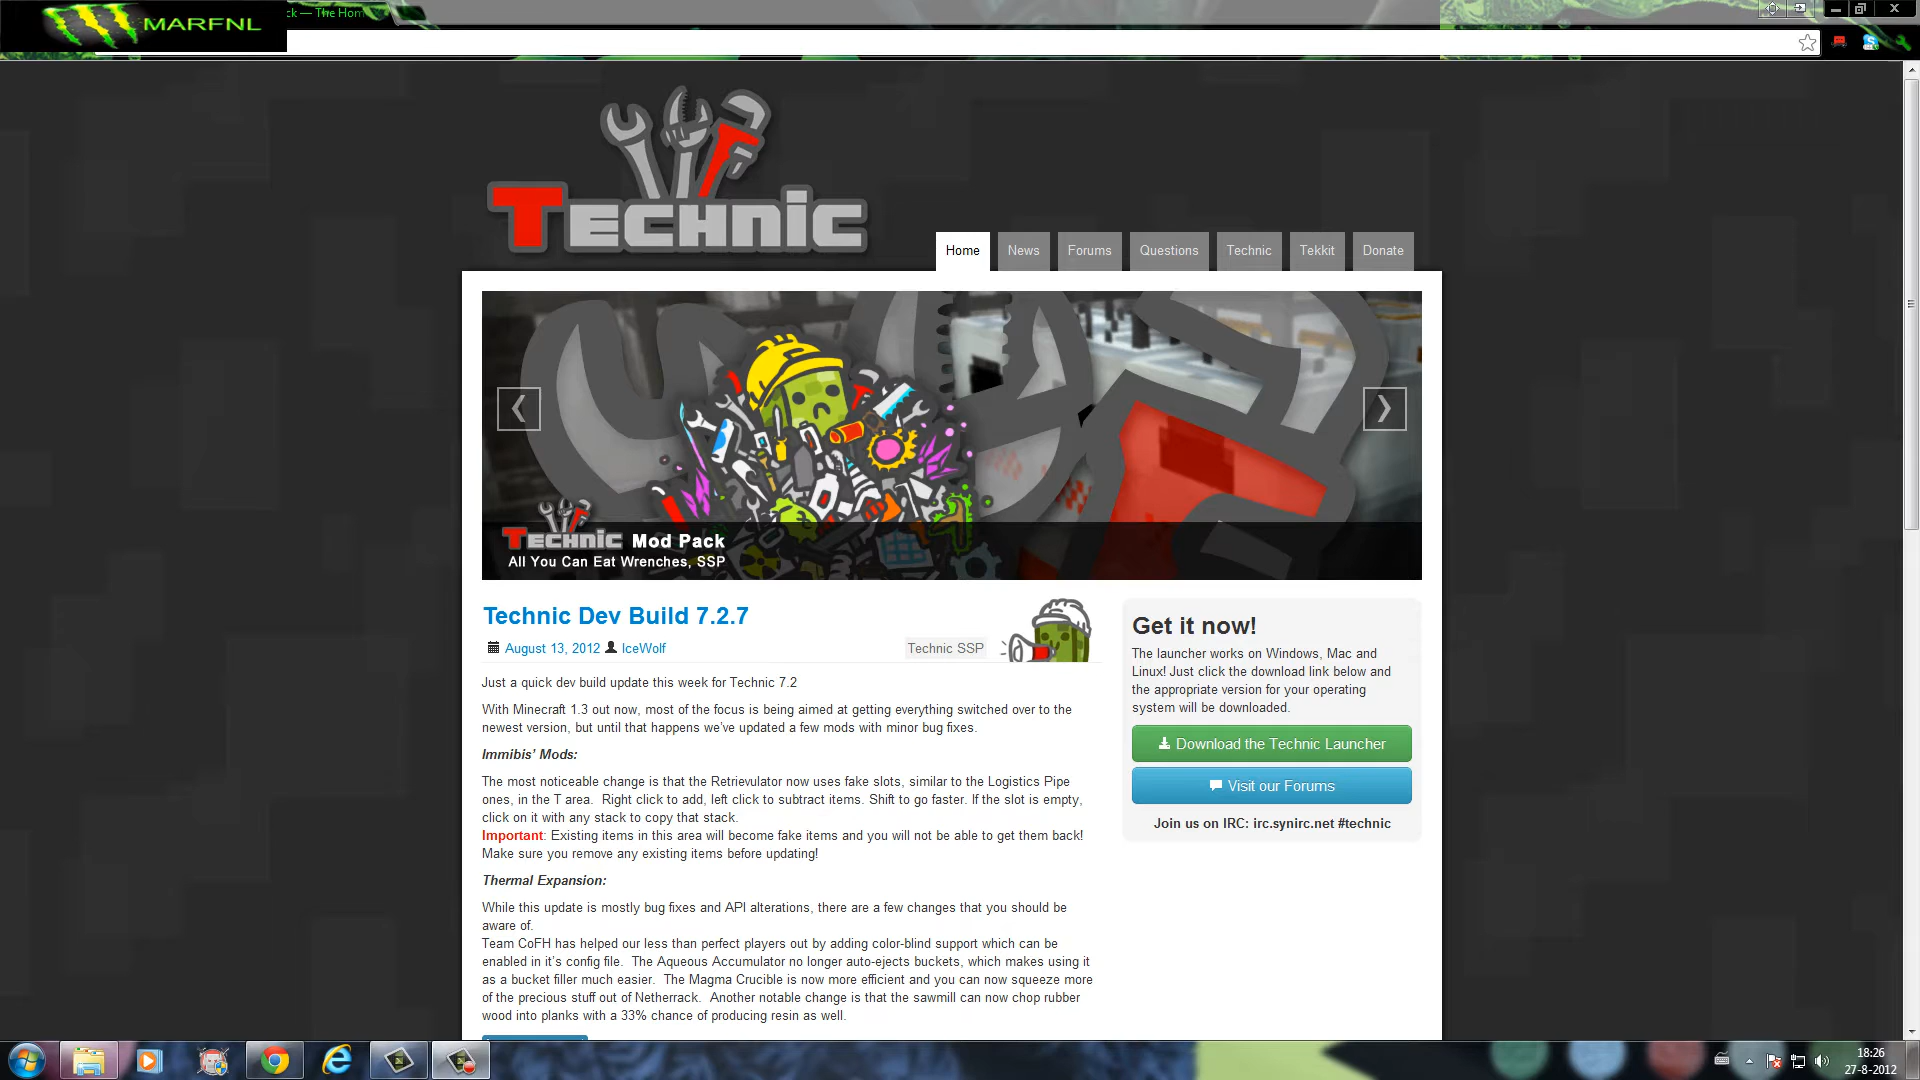 MARFNL
ck — The Hom
TECHNIC
Home
News
Forums
Questions
Technic
Tekkit
Donate
TECHNIC Mod Pack
All You Can Eat Wrenches, SSP
Technic Dev Build 7.2.7
August 13, 2012 IceWolf
Technic SSP
Just a quick dev build update this week for Technic 7.2
With Minecraft 1.3 out now, most of the focus is being aimed at getting everything switched over to the
newest version, but until that happens we've updated a few mods with minor bug fixes.
Immibis' Mods:
The most noticeable change is that the Retrievulator now uses fake slots, similar to the Logistics Pipe
ones, in the T area.  Right click to add, left click to subtract items. Shift to go faster. If the slot is empty,
click on it with any stack to copy that stack.
Important: Existing items in this area will become fake items and you will not be able to get them back!
Make sure you remove any existing items before updating!
Thermal Expansion:
While this update is mostly bug fixes and API alterations, there are a few changes that you should be
aware of.
Team CoFH has helped our less than perfect players out by adding color-blind support which can be
enabled in it's config file.  The Aqueous Accumulator no longer auto-ejects buckets, which makes using it
as a bucket filler much easier.  The Magma Crucible is now more efficient and you can now squeeze more
of the precious stuff out of Netherrack.  Another notable change is that the sawmill can now chop rubber
wood into planks with a 33% chance of producing resin as well.
Get it now!
The launcher works on Windows, Mac and
Linux! Just click the download link below and
the appropriate version for your operating
system will be downloaded.
Download the Technic Launcher
Visit our Forums
Join us on IRC: irc.synirc.net #technic
18:26
27-8-2012